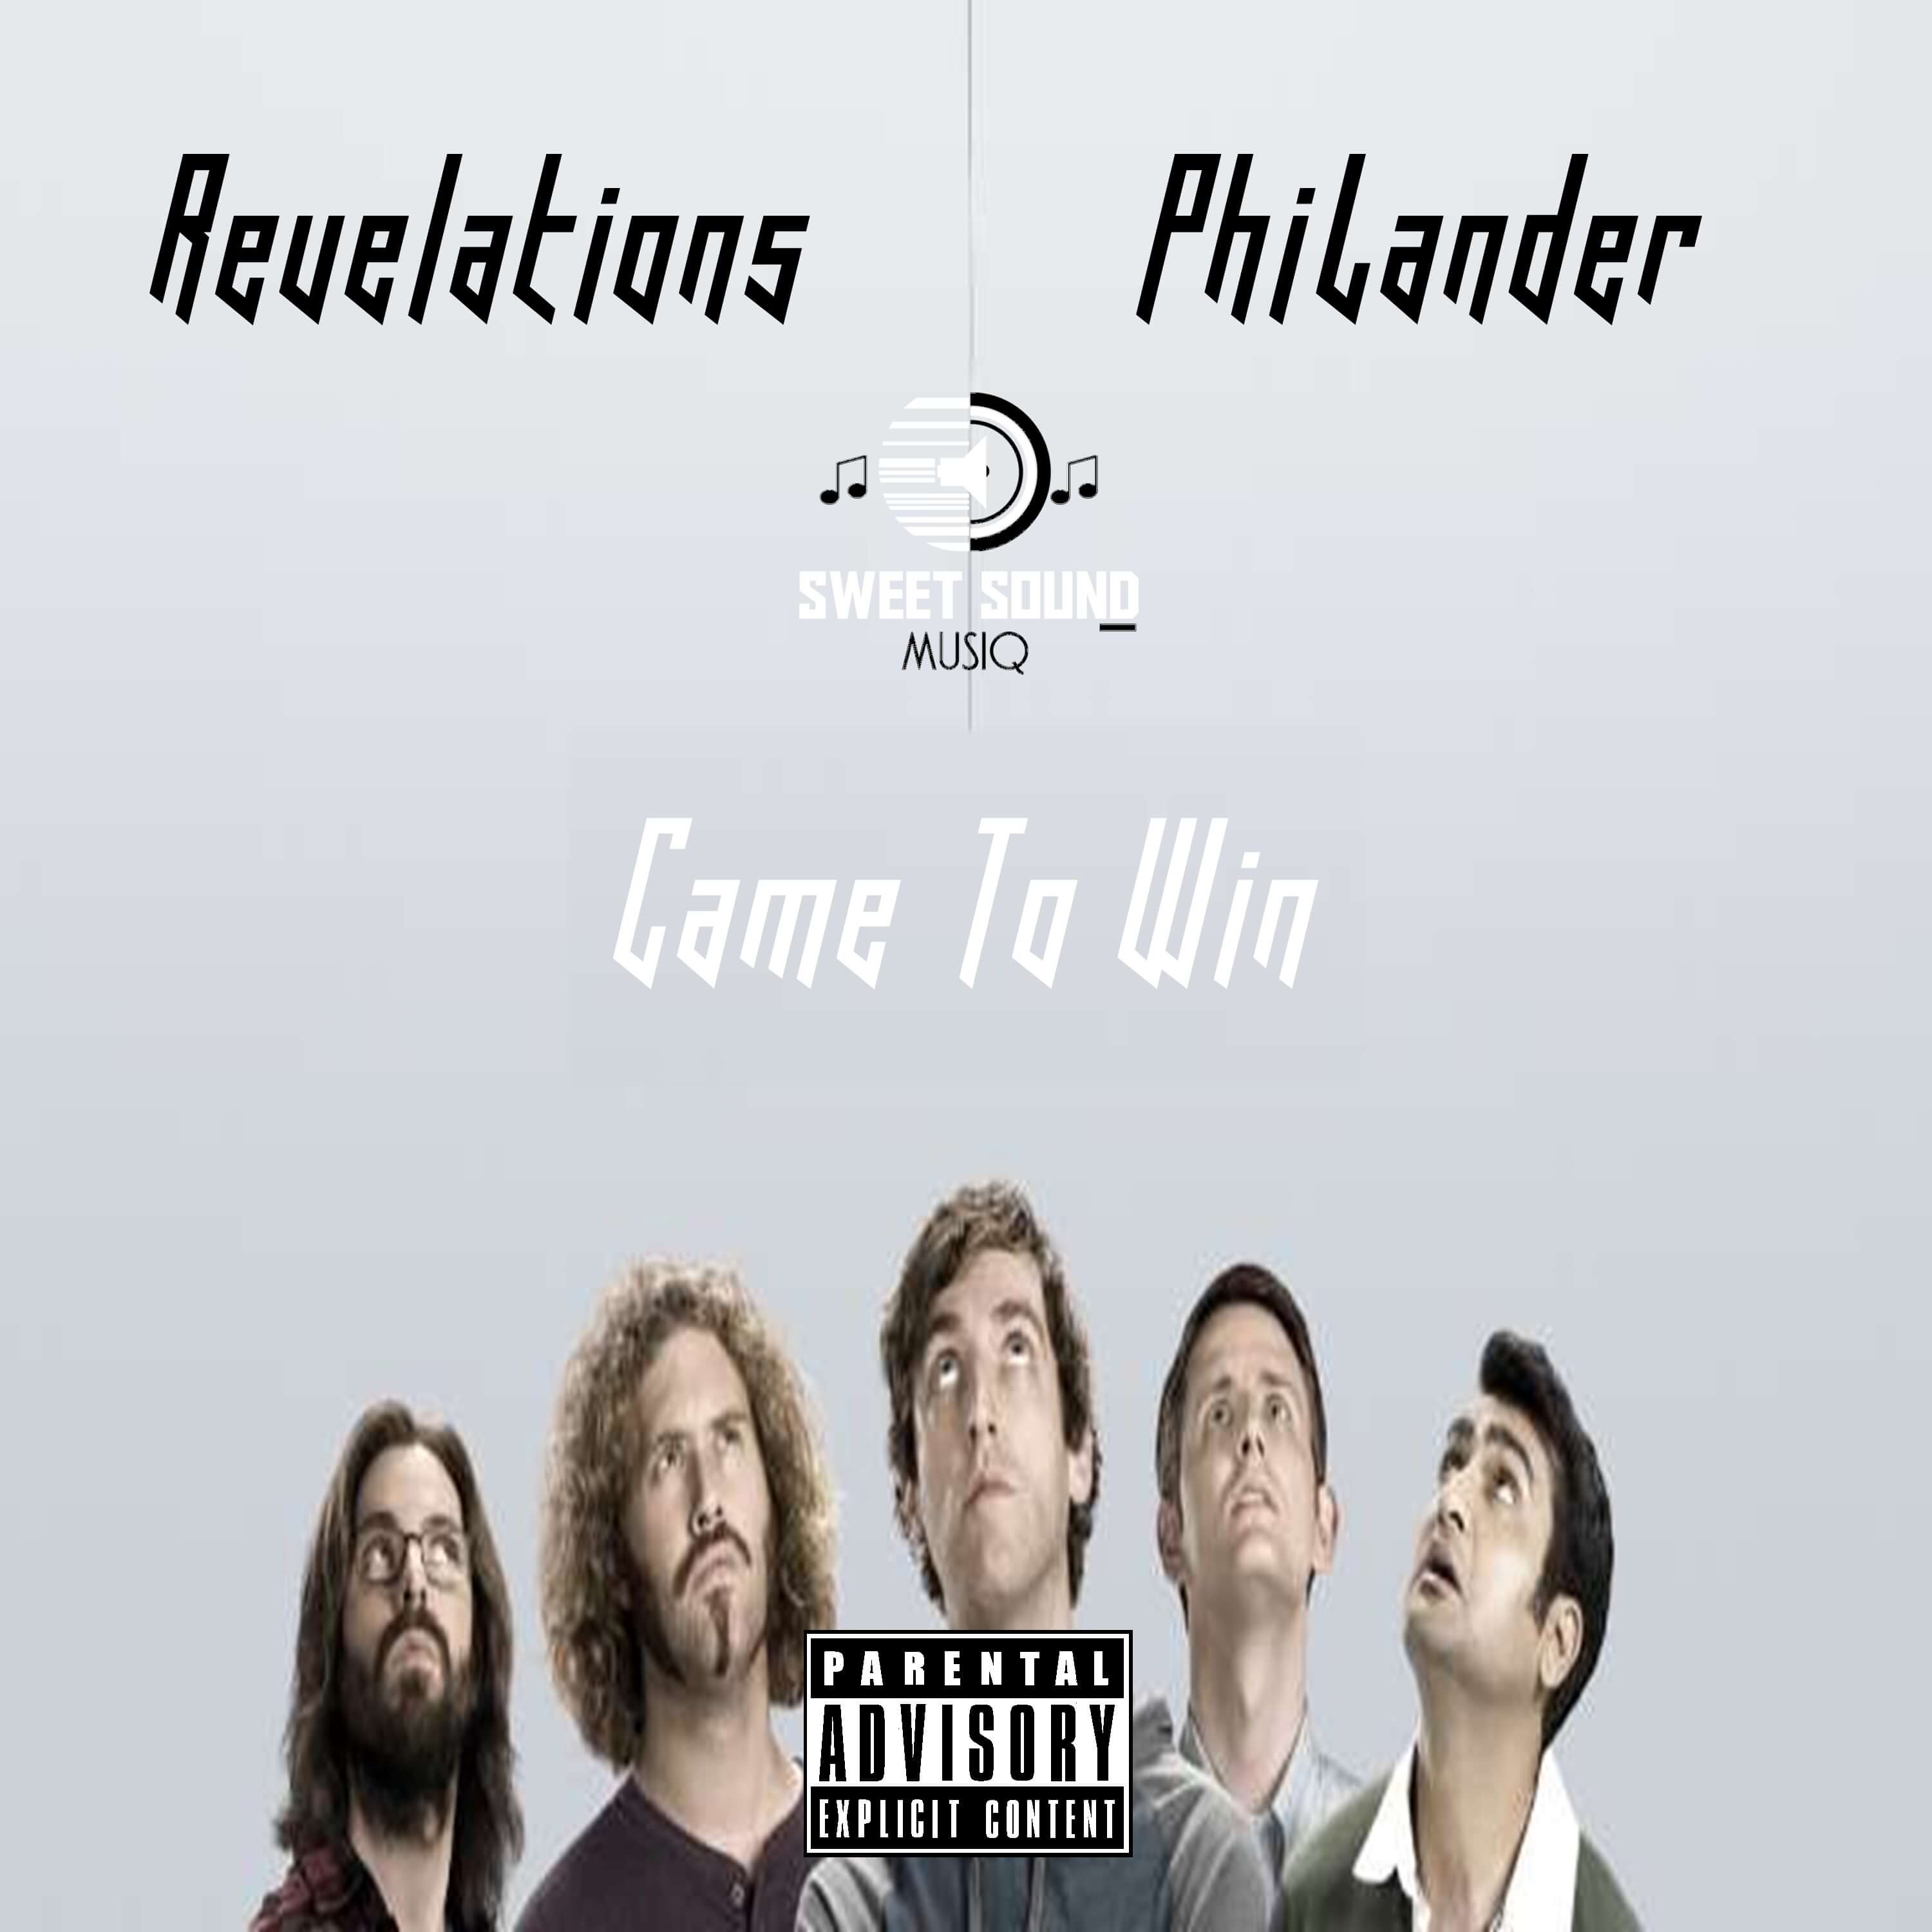 Revelations
PhiLander
SWEET SOUND
MUSIQ
Came To Win
PARENTAL
ADVISORY
EXPLICIT CONTENT